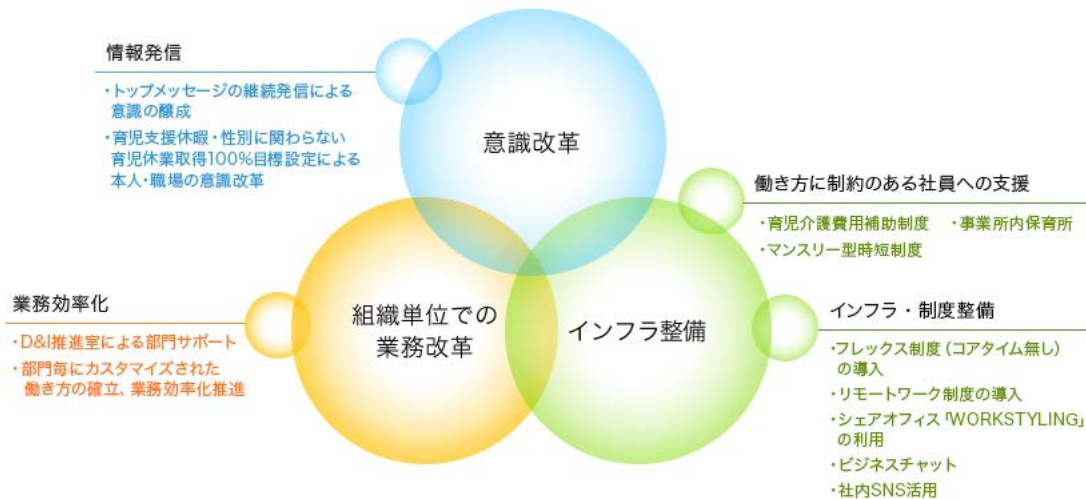 情報発信
・トップメッセージの継続発信による
意識の醸成
・育児支援休暇・性別に関わらない
育児休業取得100%目標設定による
本人・職場の意識改革
意識改革
働き方に制約のある社員への支援
・育児介護費用補助制度 ・事業所内保育所
・マンスリー型時短制度
業務効率化
・D&I推進室による部門サポート
・部門毎にカスタマイズされた
働き方の確立、業務効率化推進
組織単位での
業務改革
インフラ整備
インフラ・制度整備
・フレックス制度（コアタイム無し）
の導入
・リモートワーク制度の導入
・シェアオフィス「WORKSTYLING」
の利用
・ビジネスチャット
・社内SNS活用